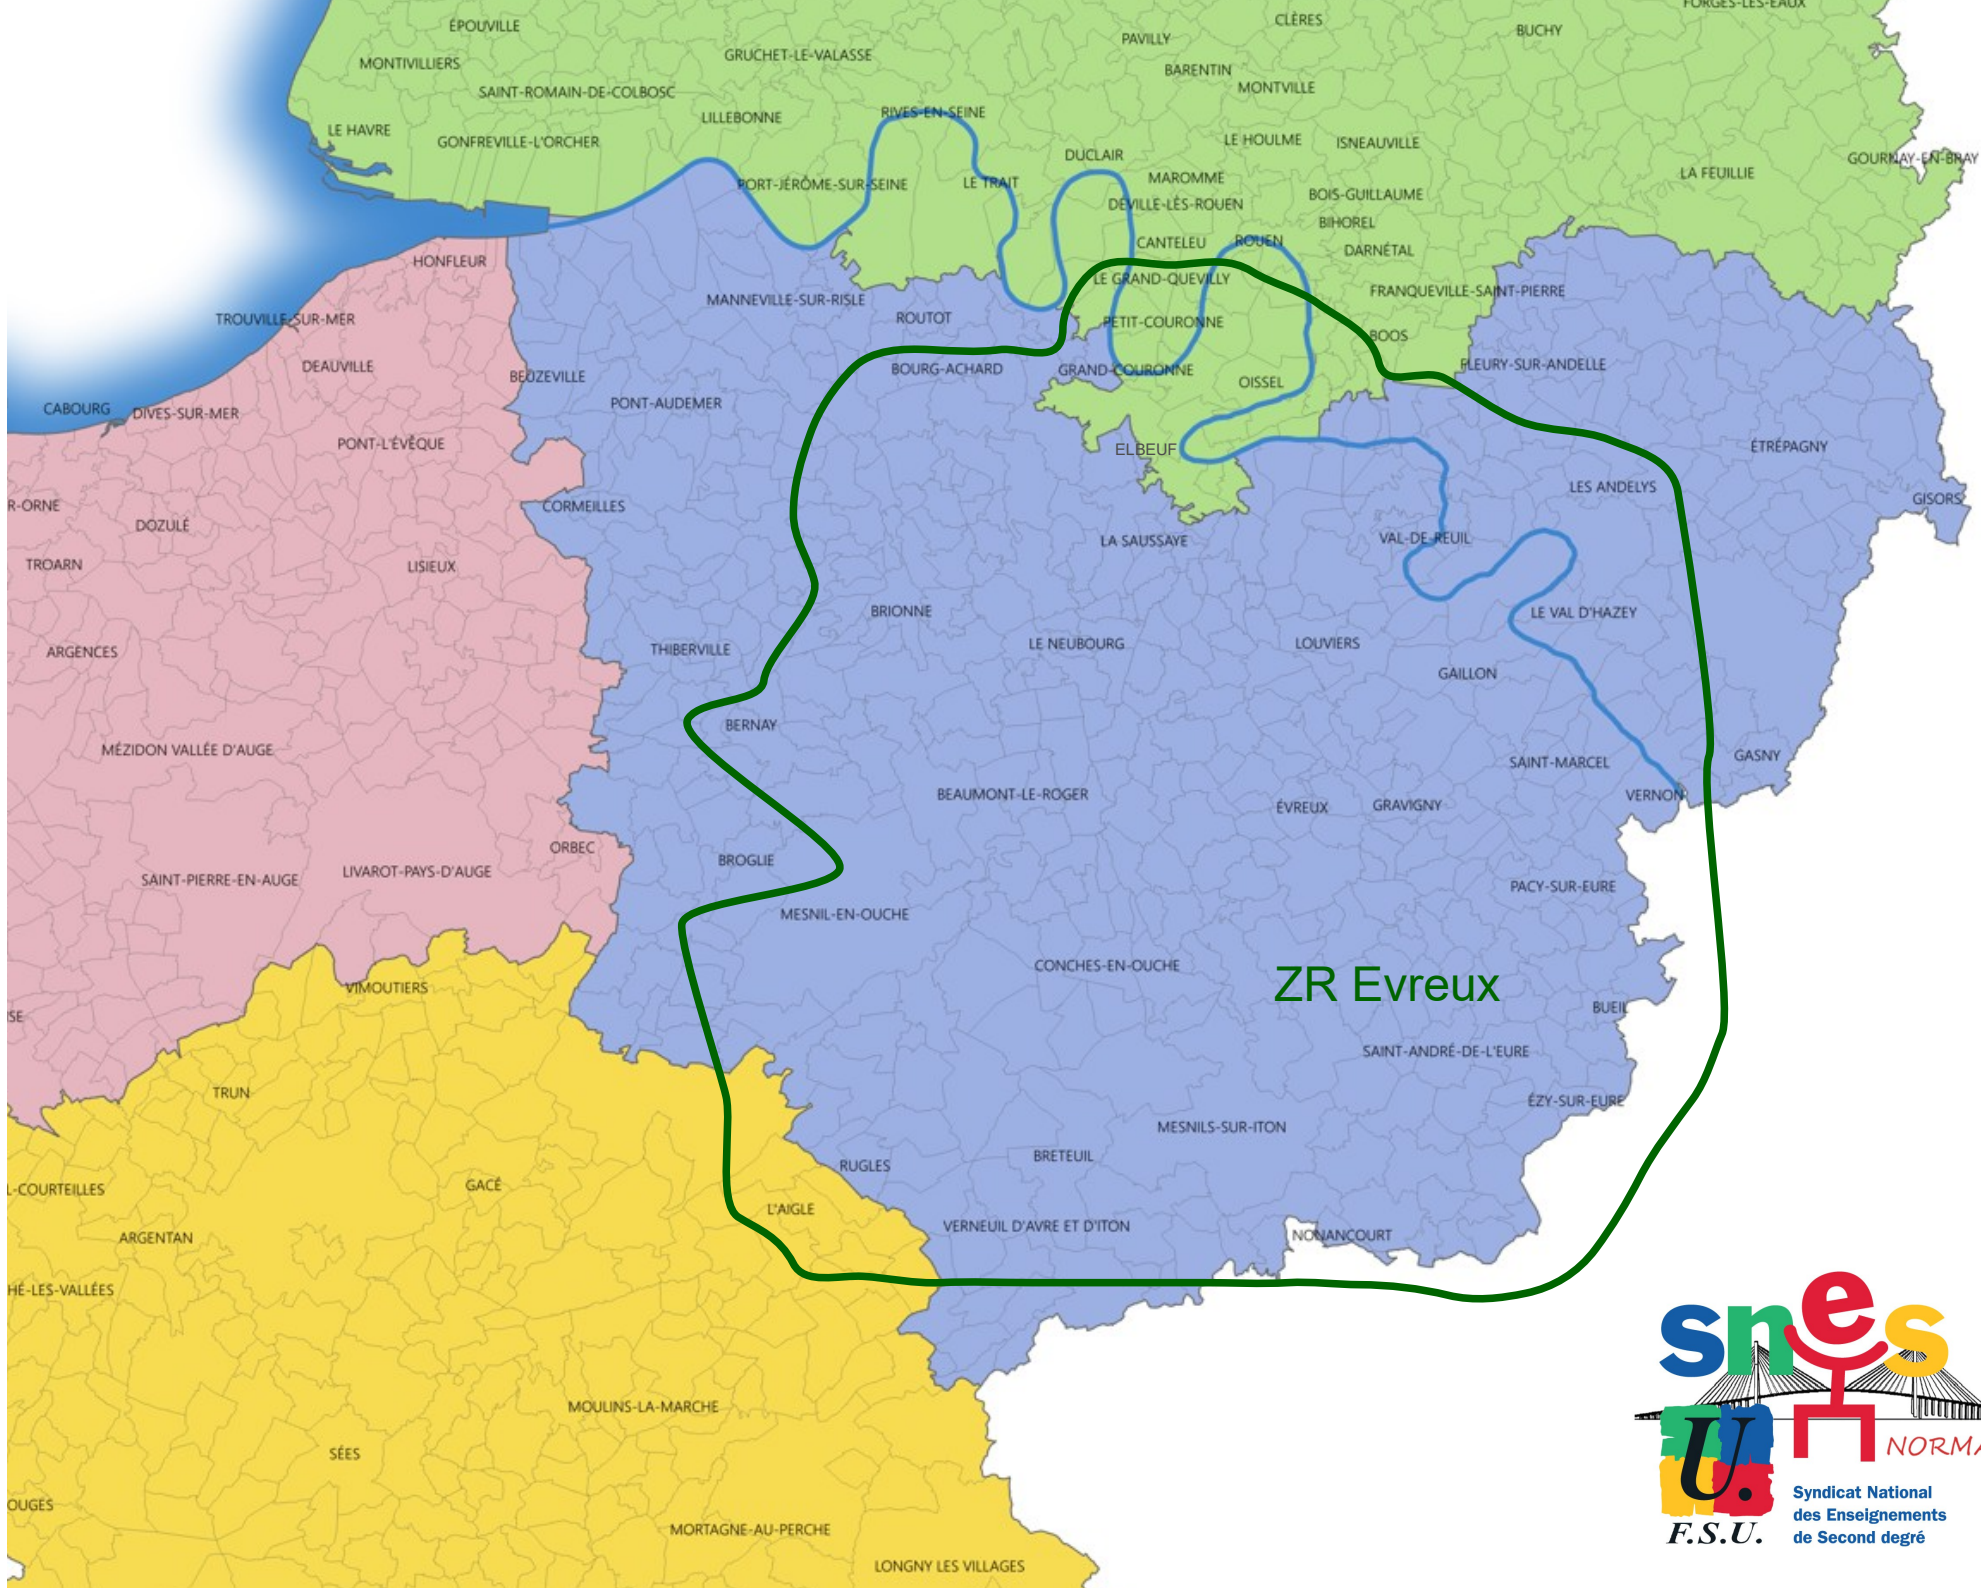 FORGES-LES-EAUX
CLÈRES
ÉPOUVILLE
BUCHY
PAVILLY
GRUCHET-LE-VALASSE
MONTIVILLIERS
BARENTIN
MONTVILLE
SAINT-ROMAIN-DE-COLBOSC
RIVES-EN-SEINE
LILLEBONNE
LE HAVRE
LE HOULME
GONFREVILLE-L'ORCHER
ISNEAUVILLE
DUCLAIR
GOURNAY-EN-BRAY
LA FEUILLIE
MAROMME
LE TRAIT
PORT-JÉRÔME-SUR-SEINE
BOIS-GUILLAUME
DÉVILLE-LÈS-ROUEN
BIHOREL
ROUEN
CANTELEU
DARNÉTAL
HONFLEUR
LE GRAND-QUEVILLY
FRANQUEVILLE-SAINT-PIERRE
MANNEVILLE-SUR-RISLE
ROUTOT
TROUVILLE-SUR-MER
PETIT-COURONNE
BOOS
FLEURY-SUR-ANDELLE
DEAUVILLE
BOURG-ACHARD
GRAND-COURONNE
BEUZEVILLE
OISSEL
PONT-AUDEMER
CABOURG
DIVES-SUR-MER
PONT-L'ÉVÊQUE
ÉTRÉPAGNY
ELBEUF
LES ANDELYS
GISORS
R-ORNE
CORMEILLES
DOZULÉ
VAL-DE-REUIL
LA SAUSSAYE
TROARN
LISIEUX
BRIONNE
LE VAL D'HAZEY
LE NEUBOURG
LOUVIERS
THIBERVILLE
ARGENCES
GAILLON
BERNAY
MÉZIDON VALLÉE D'AUGE
GASNY
SAINT-MARCEL
BEAUMONT-LE-ROGER
VERNON
ÉVREUX
GRAVIGNY
ORBEC
BROGLIE
LIVAROT-PAYS-D'AUGE
SAINT-PIERRE-EN-AUGE
PACY-SUR-EURE
MESNIL-EN-OUCHE
CONCHES-EN-OUCHE
ZR Evreux
VIMOUTIERS
BUEIL
SE
SAINT-ANDRÉ-DE-L'EURE
TRUN
ÉZY-SUR-EURE
MESNILS-SUR-ITON
BRETEUIL
RUGLES
GACÉ
L-COURTEILLES
L'AIGLE
VERNEUIL D'AVRE ET D'ITON
NONANCOURT
ARGENTAN
HÉ-LES-VALLÉES
MOULINS-LA-MARCHE
SÉES
OUGES
MORTAGNE-AU-PERCHE
LONGNY LES VILLAGES
snes
U.
F.S.U.
NORMA
Syndicat National
des Enseignements
de Second degré